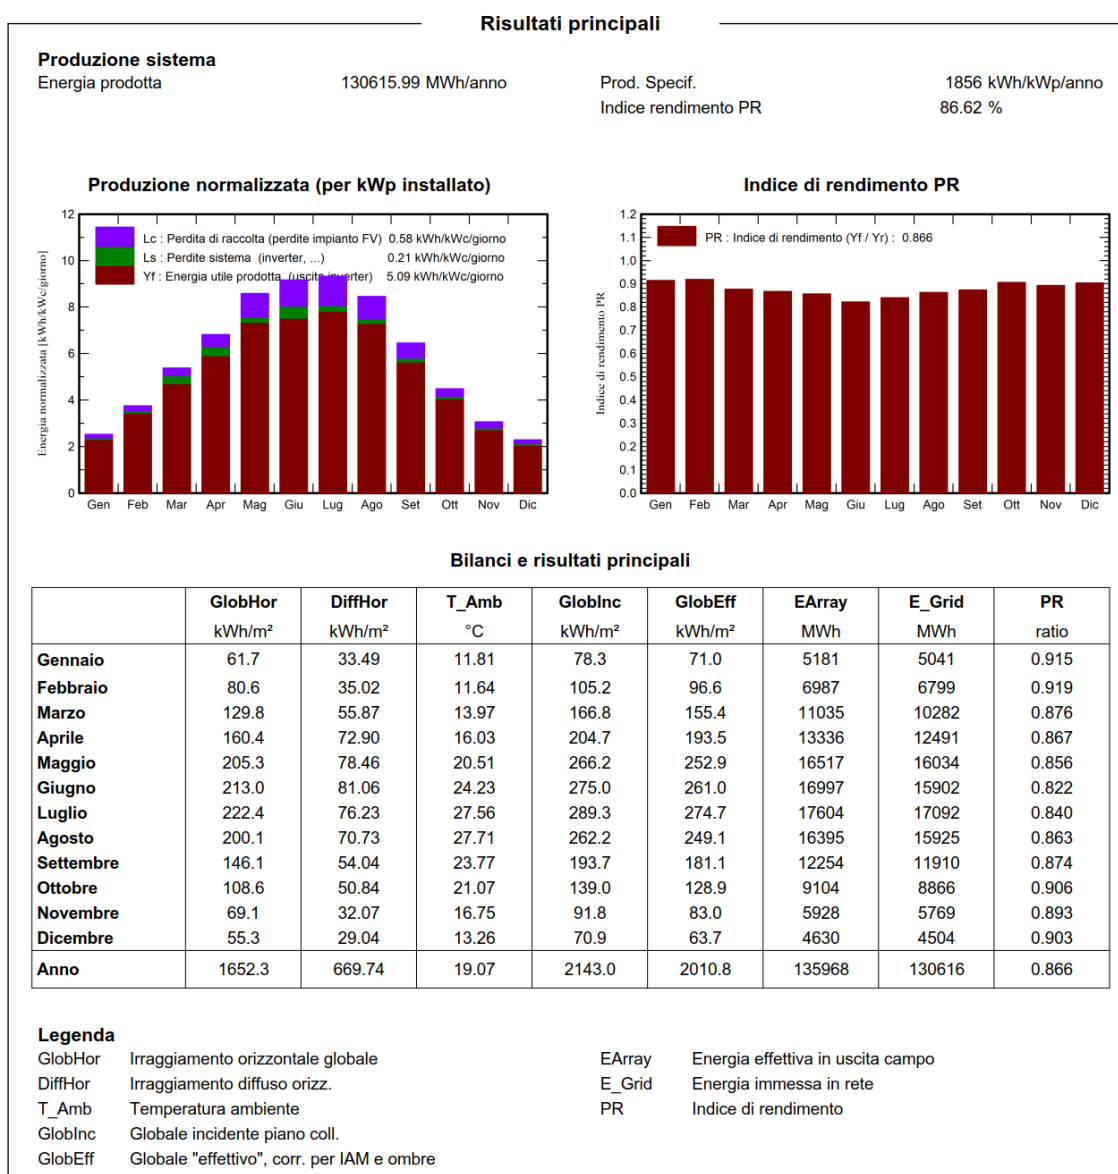 Risultati principali
Produzione sistema
Energia prodotta 130615.99 MWh/anno Prod. Specif. 1856 kWh/kWp/anno
Indice rendimento PR 86.62 %
Produzione normalizzata (per kWp installato)
12
10
8
6
4
2
0
Energia normalizzata [kWh/kWc/giorno]
Lc : Perdita di raccolta (perdite impianto FV) 0.58 kWh/kWc/giorno
Ls : Perdite sistema (inverter, ...) 0.21 kWh/kWc/giorno
Yf : Energia utile prodotta (uscita inverter) 5.09 kWh/kWc/giorno
Gen Feb Mar Apr Mag Giu Lug Ago Set Ott Nov Dic
Indice di rendimento PR
1.2
1.1
1.0
0.9
0.8
0.7
0.6
0.5
0.4
0.3
0.2
0.1
0.0
Indice di rendimento PR
PR : Indice di rendimento (Yf / Yr) : 0.866
Gen Feb Mar Apr Mag Giu Lug Ago Set Ott Nov Dic
Bilanci e risultati principali
GlobHor DiffHor T_Amb GlobInc GlobEff EArray E_Grid PR
kWh/m² kWh/m² °C kWh/m² kWh/m² MWh MWh ratio
Gennaio 61.7 33.49 11.81 78.3 71.0 5181 5041 0.915
Febbraio 80.6 35.02 11.64 105.2 96.6 6987 6799 0.919
Marzo 129.8 55.87 13.97 166.8 155.4 11035 10282 0.876
Aprile 160.4 72.90 16.03 204.7 193.5 13336 12491 0.867
Maggio 205.3 78.46 20.51 266.2 252.9 16517 16034 0.856
Giugno 213.0 81.06 24.23 275.0 261.0 16997 15902 0.822
Luglio 222.4 76.23 27.56 289.3 274.7 17604 17092 0.840
Agosto 200.1 70.73 27.71 262.2 249.1 16395 15925 0.863
Settembre 146.1 54.04 23.77 193.7 181.1 12254 11910 0.874
Ottobre 108.6 50.84 21.07 139.0 128.9 9104 8866 0.906
Novembre 69.1 32.07 16.75 91.8 83.0 5928 5769 0.893
Dicembre 55.3 29.04 13.26 70.9 63.7 4630 4504 0.903
Anno 1652.3 669.74 19.07 2143.0 2010.8 135968 130616 0.866
Legenda
GlobHor Irraggiamento orizzontale globale
DiffHor Irraggiamento diffuso orizz.
T_Amb Temperatura ambiente
GlobInc Globale incidente piano coll.
GlobEff Globale "effettivo", corr. per IAM e ombre
EArray Energia effettiva in uscita campo
E_Grid Energia immessa in rete
PR Indice di rendimento